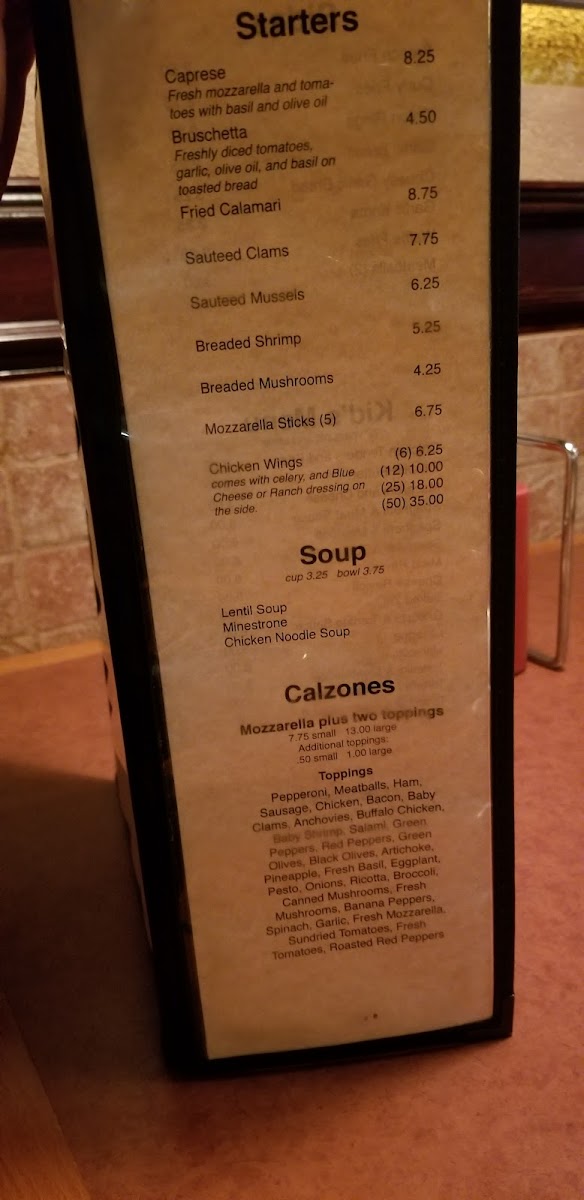 Starters
Caprese 8.25
Fresh mozzarella and toma-
toes with basil and olive oil
Bruschetta 4.50
Freshly diced tomatoes,
garlic, olive oil, and basil on
toasted bread
Fried Calamari 8.75
Sauteed Clams 7.75
Sauteed Mussels 6.25
Breaded Shrimp 5.25
Breaded Mushrooms 4.25
Mozzarella Sticks (5) 6.75
Chicken Wings (6) 6.25
comes with celery, and Blue (12) 10.00
Cheese or Ranch dressing on (25) 18.00
the side. (50) 35.00
Soup
cup 3.25 bowl 3.75
Lentil Soup
Minestrone
Chicken Noodle Soup
Calzones
Mozzarella plus two toppings
7.75 small 13.00 large
Additional toppings:
.50 small 1.00 large
Toppings
Pepperoni, Meatballs, Ham,
Sausage, Chicken, Bacon, Baby
Clams, Anchovies, Buffalo Chicken,
Baby Shrimp, Salami, Green
Peppers, Red Peppers, Green
Olives, Black Olives, Artichoke,
Pineapple, Fresh Basil, Eggplant,
Pesto, Onions, Ricotta, Broccoli,
Canned Mushrooms, Fresh
Mushrooms, Banana Peppers,
Spinach, Garlic, Fresh Mozzarella,
Sundried Tomatoes, Fresh
Tomatoes, Roasted Red Peppers